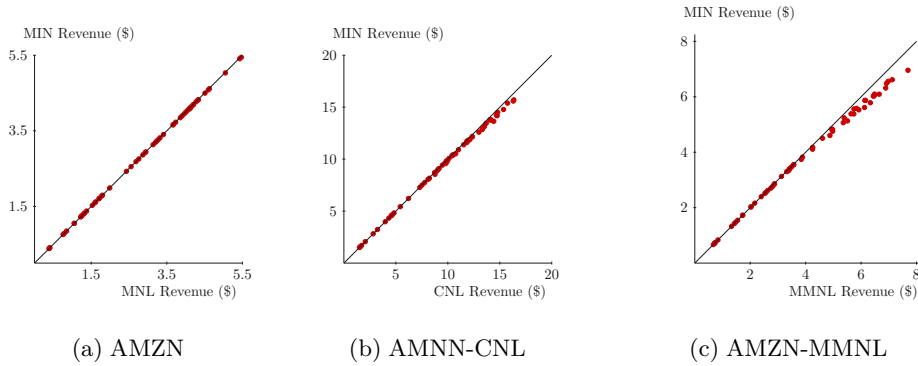 MIN Revenue ($)
5.5
3.5
1.5
1.5 3.5 5.5
MNL Revenue ($)
(a) AMZN
MIN Revenue ($)
20
15
10
5
5 10 15 20
CNL Revenue ($)
(b) AMNN-CNL
MIN Revenue ($)
8
6
4
2
2 4 6 8
MMNL Revenue ($)
(c) AMZN-MMNL